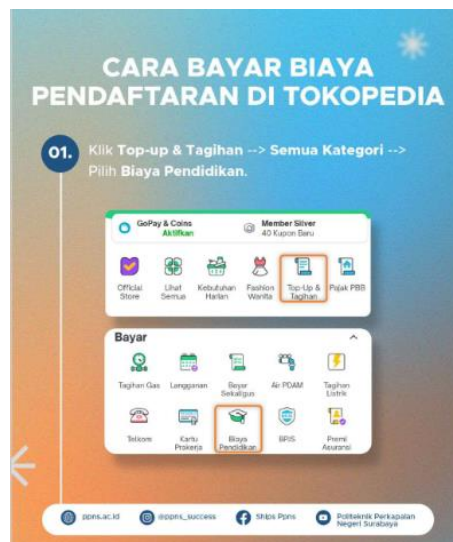 CARA BAYAR BIAYA
PENDAFTARAN DI TOKOPEDIA
01.
Klik Top-up & Tagihan --> Semua Kategori -->
Pilih Biaya Pendidikan.
GoPay & Coins
Aktifkan
Member Silver
40 Kupon Baru
Official
Store
Lihat
Semua
Kebutuhan
Harian
Fashion
Wanita
Top-Up &
Tagihan
Pajak PBB
Bayar
Tagihan Gas
Langganan
Bayar
Sekaligus
Air PDAM
Tagihan
Listrik
Telkom
Kartu
Prakerja
Biaya
Pendidikan
BPJS
Premi
Asuransi
ppns.ac.id
@ppns_success
Ships Ppns
Politeknik Perkapalan
Negeri Surabaya